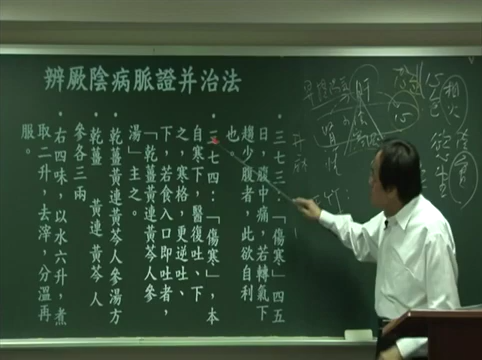 辨厥陰病脈證并治法
• 三七三：「傷寒」四五
日，腹中痛，若轉氣下
趨少腹者，此欲自利
也
• 三七四：「傷寒」，本
自寒下，醫復吐、下
之，寒格，更逆吐、
下，若食入口即吐者，
「乾薑黃連黃芩人參
湯」主之。
• 乾薑黃連黃芩人參湯方
• 乾薑 黃連 黃芩 人
參各三兩
• 右四味，以水六升，煮
取二升，去滓，分溫再
服。
相火
心
肝
心